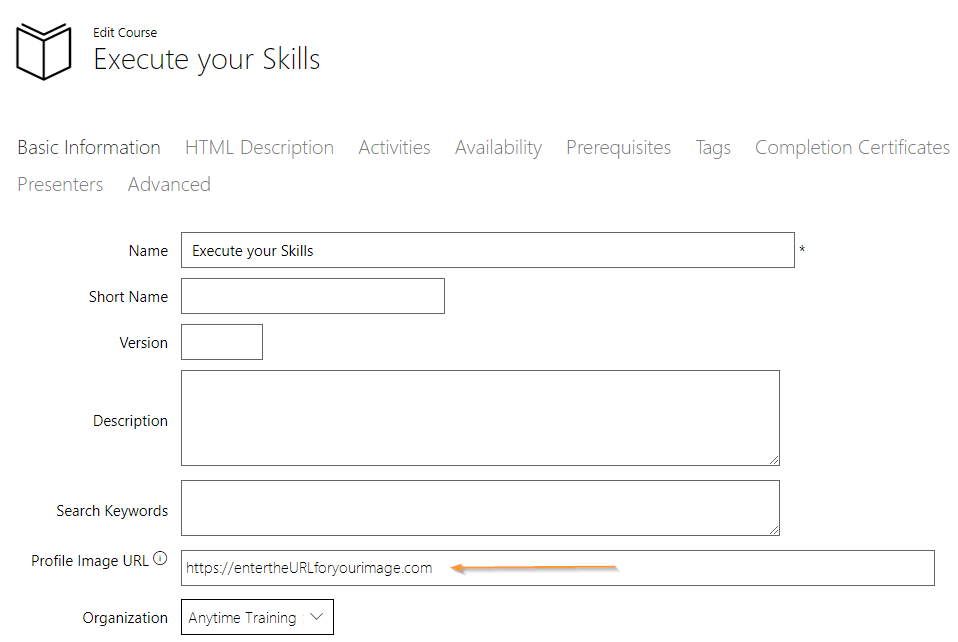 Edit Course
Execute your Skills
Basic Information HTML Description Activities Availability Prerequisites Tags Completion Certificates
Presenters Advanced
Name Execute your Skills *
Short Name
Version
Description
Search Keywords
Profile Image URL https://entertheURLforyourimage.com
Organization Anytime Training